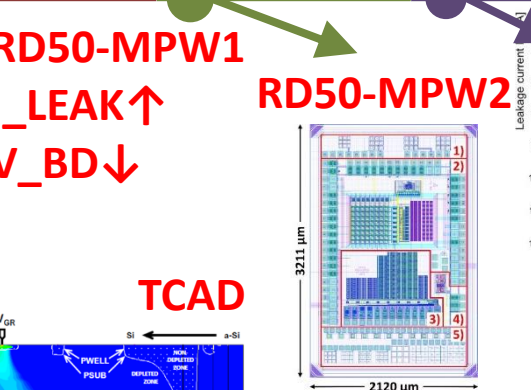 RD50-MPW1
_LEAK↑
V_BD↓
RD50-MPW2
Leakage current
1)
2)
3)
4)
5)
3211 µm
2120 µm
TCAD
GR
Si
a-Si
PWELL
PSUB
NON-
DEPLETED
ZONE
DEPLETED
ZONE